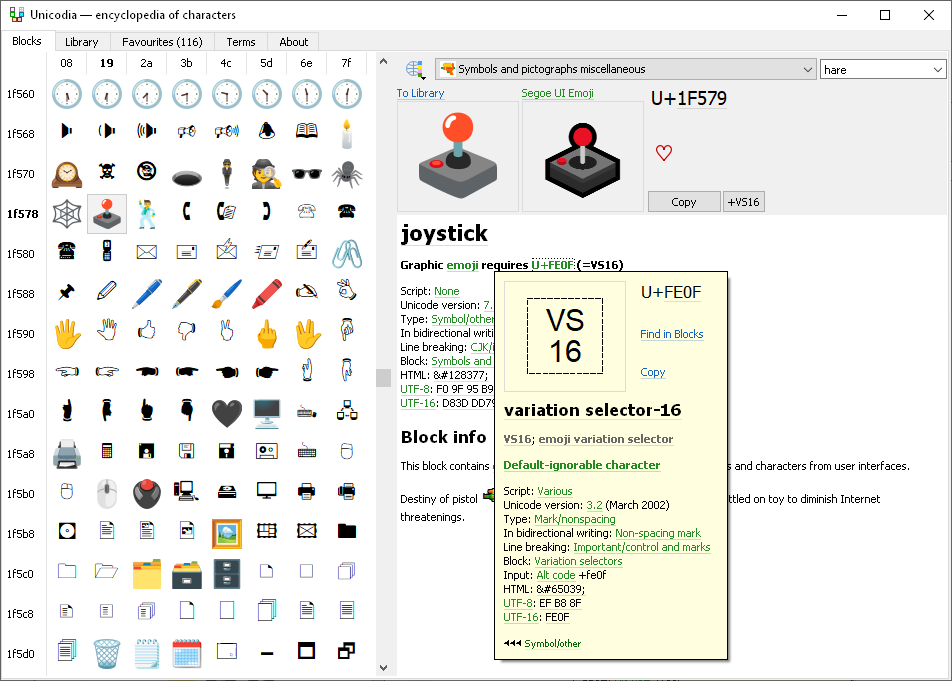 Unicodia — encyclopedia of characters
Blocks Library Favourites (116) Terms About
08 19 2a 3b 4c 5d 6e 7f
1f560
1f568
1f570
1f578
1f580
1f588
1f590
1f598
1f5a0
1f5a8
1f5b0
1f5b8
1f5c0
1f5c8
1f5d0
Symbols and pictographs miscellaneous
hare
To Library
Segoe UI Emoji
U+1F579
Copy
+VS16
joystick
Graphic emoji requires U+FE0F (=VS16)
Script: None
Unicode version: 7.
Type: Symbol/other
In bidirectional writi
Line breaking: CJK/i
Block: Symbols and
HTML: &#128377;
UTF-8: F0 9F 95 B9
UTF-16: D83D DD79
Block info
This block contains
s and characters from user interfaces.
Destiny of pistol
ttled on toy to diminish Internet
threatenings.
VS
16
U+FE0F
Find in Blocks
Copy
variation selector-16
VS16; emoji variation selector
Default-ignorable character
Script: Various
Unicode version: 3.2 (March 2002)
Type: Mark/nonspacing
In bidirectional writing: Non-spacing mark
Line breaking: Important/control and marks
Block: Variation selectors
Input: Alt code +fe0f
HTML: &#65039;
UTF-8: EF B8 8F
UTF-16: FE0F
Symbol/other